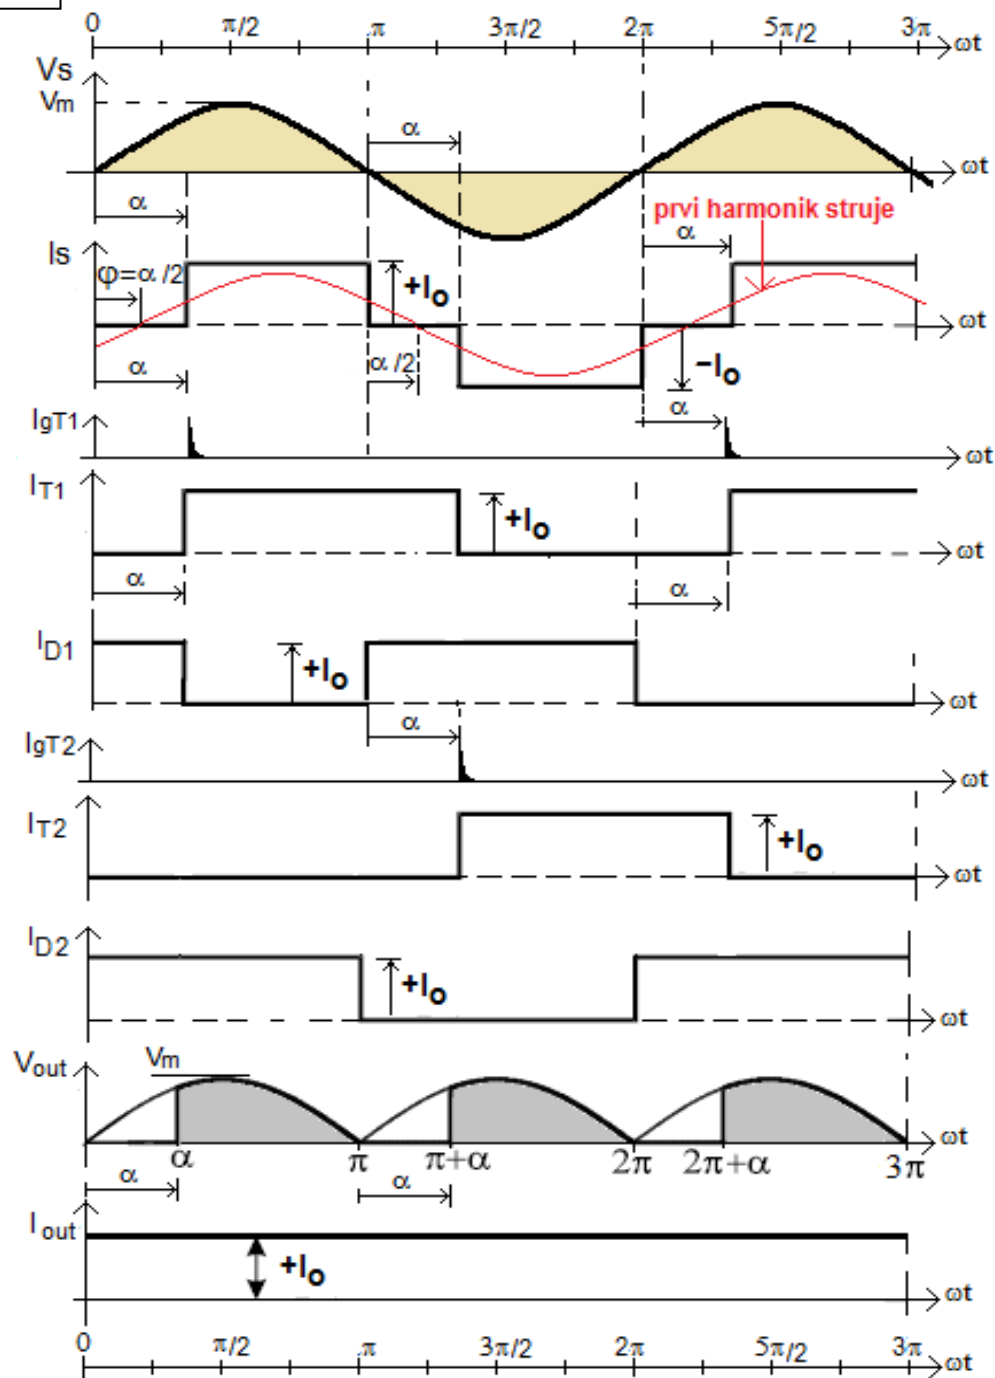 0 π/2 π 3π/2 2π 5π/2 3π ωt
Vs
Vm
α
ωt
α
prvi harmonik struje
α
Is
φ=α/2
+Io
ωt
α/2
−Io
α
α
IgT1
ωt
IT1
+Io
ωt
α
α
ID1
+Io
ωt
α
IgT2
ωt
IT2
+Io
ωt
ID2
+Io
ωt
Vout
Vm
ωt
α π π+α 2π 2π+α 3π
α
α
Iout
+Io
ωt
0 π/2 π 3π/2 2π 5π/2 3π ωt